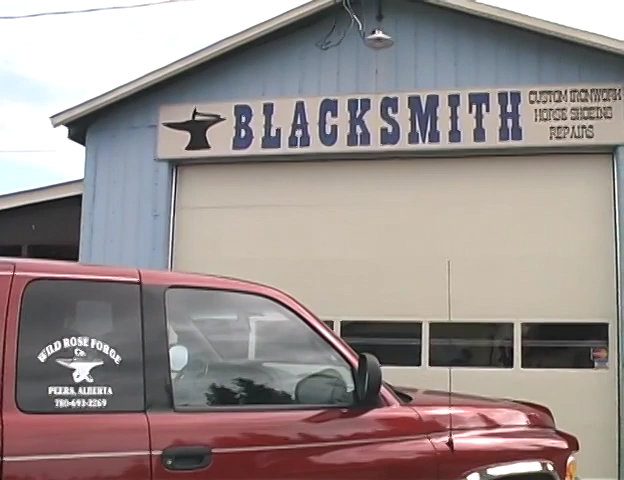 BLACKSMITH
CUSTOM IRONWORK
HORSE SHOEING
REPAIRS
WILD ROSE FORGE
Co
PEERS, ALBERTA
780-693-2269